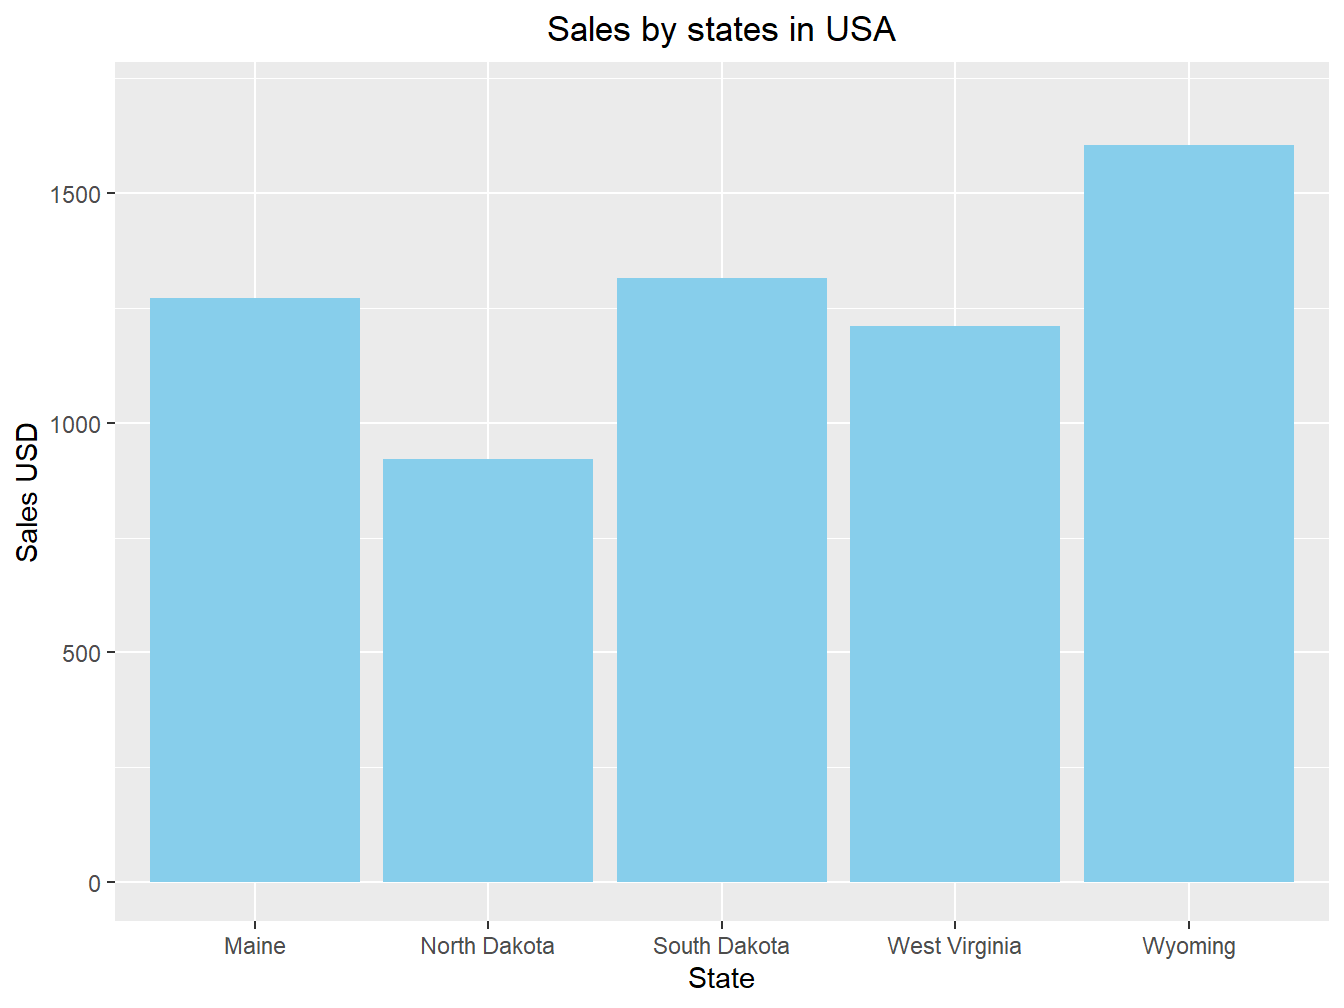 Sales by states in USA
Sales USD
1500
1000
500
0
Maine North Dakota South Dakota West Virginia Wyoming
State